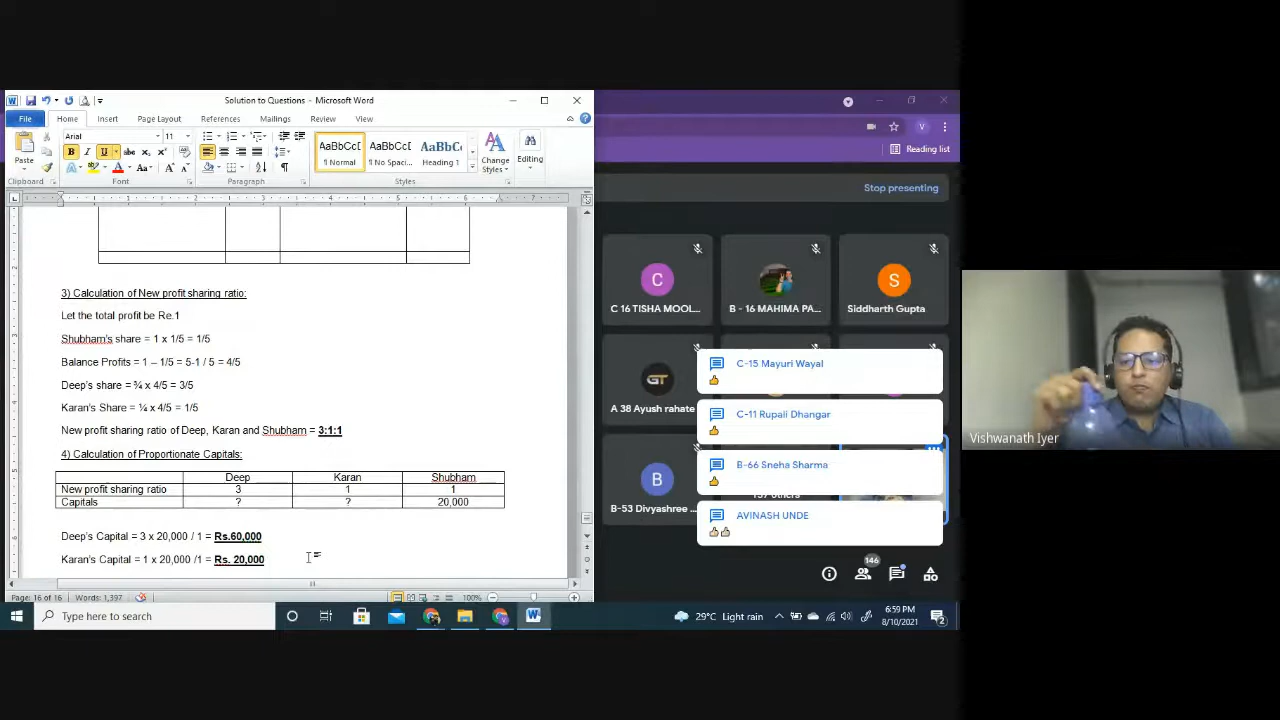 Solution to Questions - Microsoft Word
File Home Insert Page Layout References Mailings Review View
Arial 11
Paste
AaBbCcI AaBbCcI AaBbCc
¶ Normal ¶ No Spaci... Heading 1
Change Styles
Editing
Clipboard Font Paragraph Styles
3) Calculation of New profit sharing ratio:
Let the total profit be Re.1
Shubham's share = 1 x 1/5 = 1/5
Balance Profits = 1 – 1/5 = 5-1 / 5 = 4/5
Deep's share = ¾ x 4/5 = 3/5
Karan's Share = ¼ x 4/5 = 1/5
New profit sharing ratio of Deep, Karan and Shubham = 3:1:1
4) Calculation of Proportionate Capitals:
Deep Karan Shubham
New profit sharing ratio 3 1 1
Capitals ? ? 20,000
Deep's Capital = 3 x 20,000 / 1 = Rs.60,000
Karan's Capital = 1 x 20,000 /1 = Rs. 20,000
Page: 16 of 16 Words: 1,397 100%
V
Reading list
Stop presenting
C
C 16 TISHA MOOL...
B - 16 MAHIMA PA...
S
Siddharth Gupta
GT
A 38 Ayush rahate
B
B-53 Divyashree ...
137 others
C-15 Mayuri Wayal
C-11 Rupali Dhangar
B-66 Sneha Sharma
AVINASH UNDE
146
Vishwanath Iyer
Type here to search
29°C Light rain
6:59 PM
8/10/2021
2